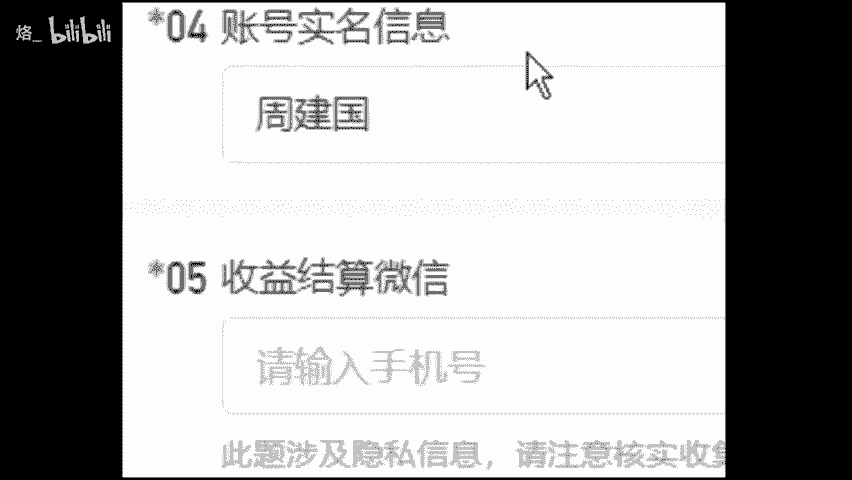 烙_ bilibili
*04 账号实名信息
周建国
*05 收益结算微信
请输入手机号
此题涉及隐私信息，请注意核实收集